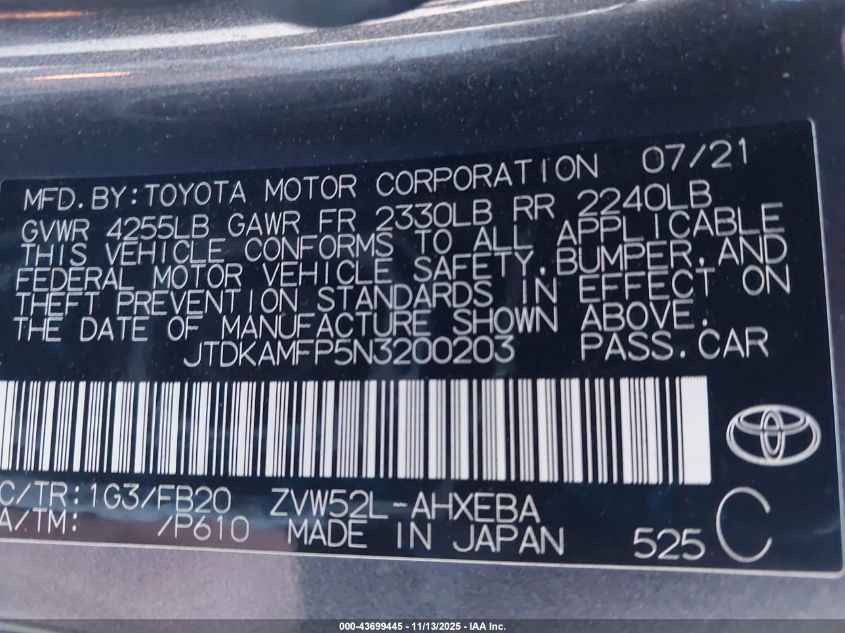 MFD. BY: TOYOTA MOTOR CORPORATION 07/21
GVWR 4255LB GAWR FR 2330LB RR 2240LB
THIS VEHICLE CONFORMS TO ALL APPLICABLE
FEDERAL MOTOR VEHICLE SAFETY, BUMPER, AND
THEFT PREVENTION STANDARDS IN EFFECT ON
THE DATE OF MANUFACTURE SHOWN ABOVE.
JTDKAMFP5N3200203 PASS. CAR
C/TR: 1G3/FB20 ZVW52L-AHXEBA
A/TM: /P610 MADE IN JAPAN 525 C
000-43699445 - 11/13/2025 - IAA Inc.